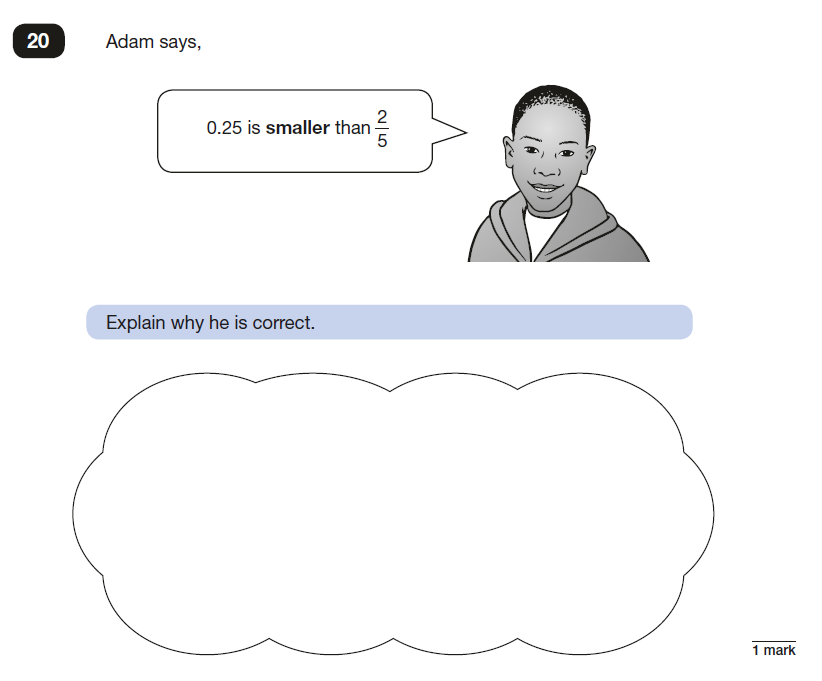 20
Adam says,
0.25 is smaller than 2/5
Explain why he is correct.
1 mark